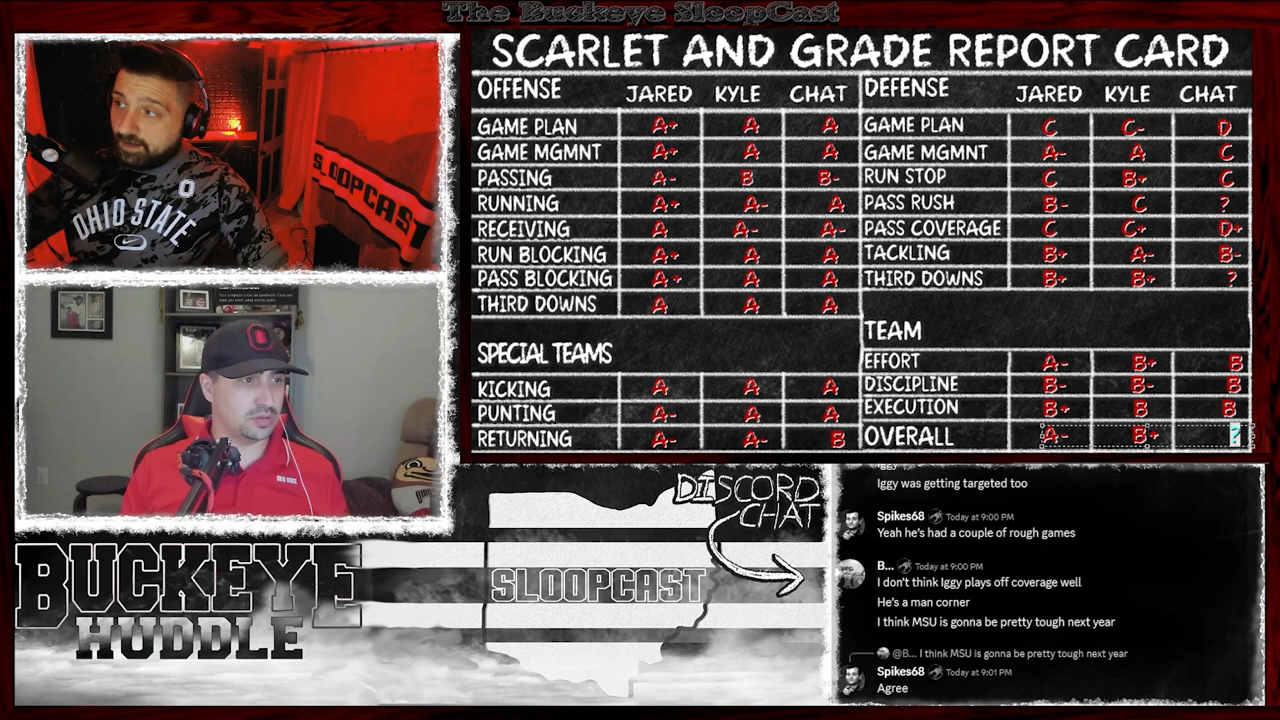 The Buckeye SloopCast
SCARLET AND GRADE REPORT CARD
OFFENSE JARED KYLE CHAT
GAME PLAN A+ A A
GAME MGMNT A+ A A
PASSING A- B B-
RUNNING A+ A- A
RECEIVING A A- A-
RUN BLOCKING A+ A A
PASS BLOCKING A+ A A
THIRD DOWNS A A A
SPECIAL TEAMS
KICKING A A A
PUNTING A- A A
RETURNING A- A- B
DEFENSE JARED KYLE CHAT
GAME PLAN C C- D
GAME MGMNT A- A C
RUN STOP C B+ C
PASS RUSH B- C ?
PASS COVERAGE C C+ D+
TACKLING B+ A- B-
THIRD DOWNS B+ B+ ?
TEAM
EFFORT A- B+ B
DISCIPLINE B- B- B
EXECUTION B+ B B
OVERALL A- B+ ?
OHIO STATE
SLOOPCAST
BUCKEYE
HUDDLE
SLOOPCAST
DISCORD
CHAT
Iggy was getting targeted too
Spikes68 Today at 9:00 PM
Yeah he's had a couple of rough games
B... Today at 9:00 PM
I don't think Iggy plays off coverage well
He's a man corner
I think MSU is gonna be pretty tough next year
@B... I think MSU is gonna be pretty tough next year
Spikes68 Today at 9:01 PM
Agree